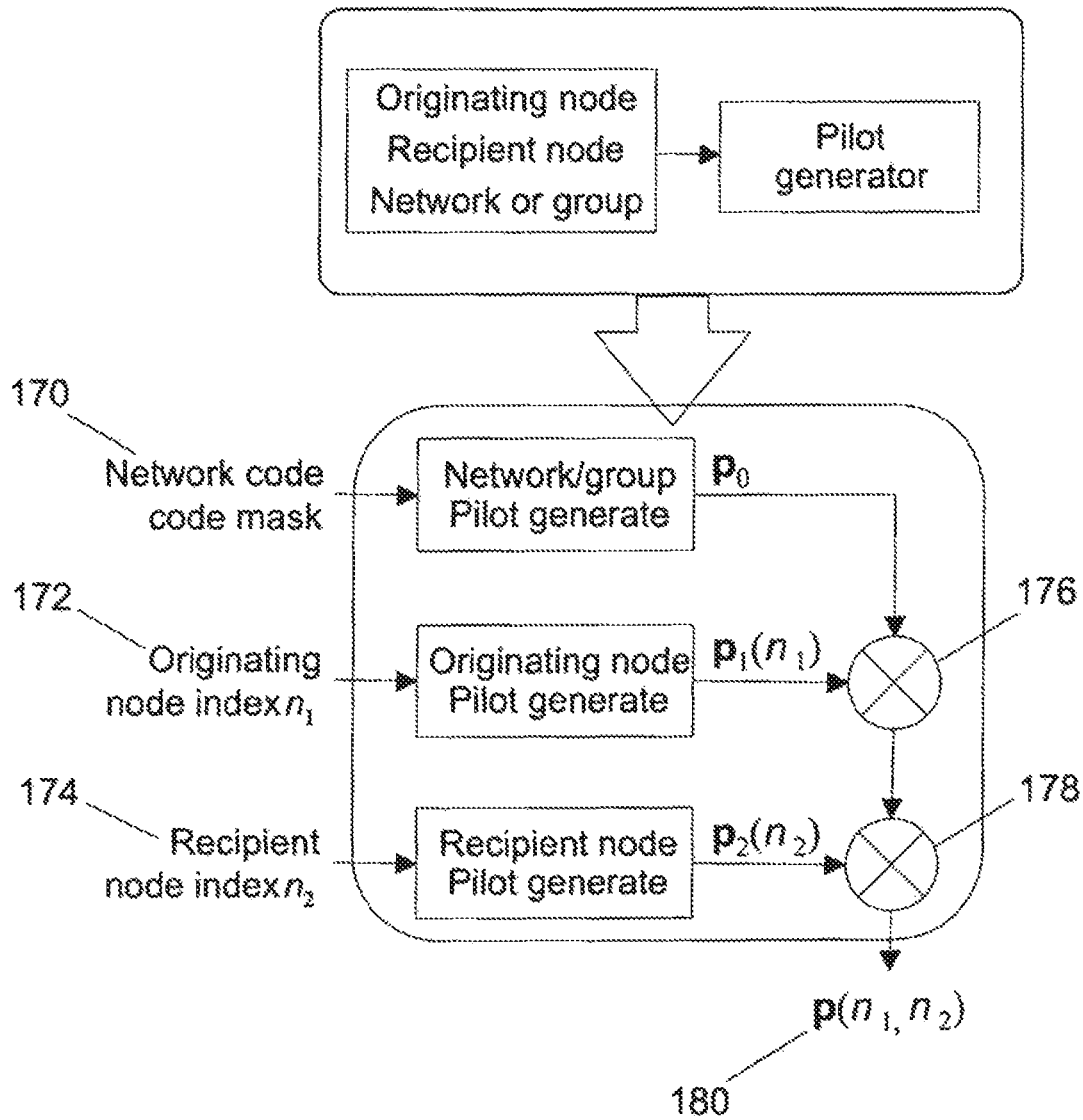 Originating node
Recipient node
Network or group
Pilot
generator
170
Network code
code mask
Network/group
Pilot generate
p0
172
Originating
node index n1
Originating node
Pilot generate
p1(n1)
176
174
Recipient
node index n2
Recipient node
Pilot generate
p2(n2)
178
p(n1, n2)
180